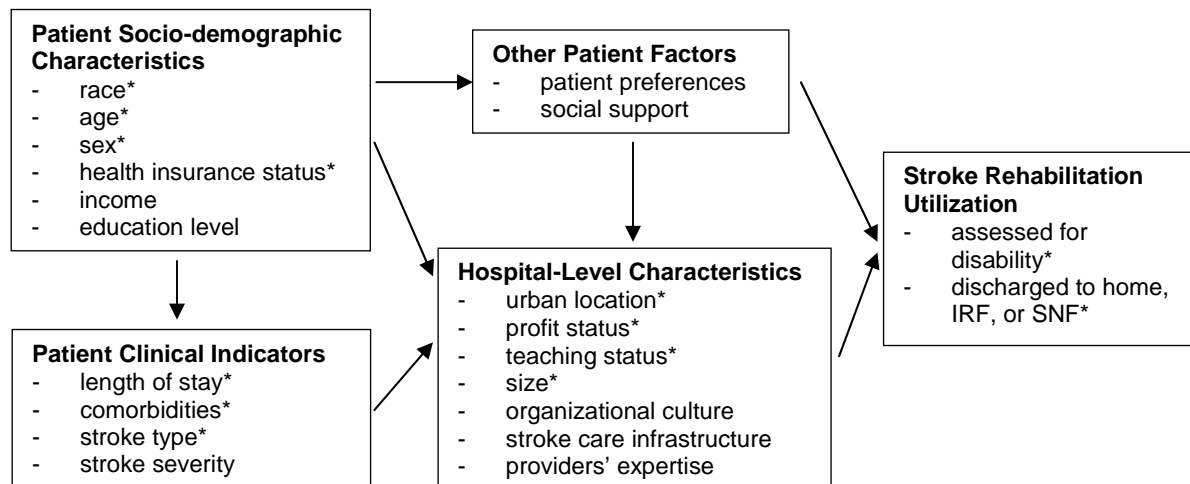 Patient Socio-demographic
Characteristics
- race*
- age*
- sex*
- health insurance status*
- income
- education level
Other Patient Factors
- patient preferences
- social support
Stroke Rehabilitation
Utilization
- assessed for
disability*
- discharged to home,
IRF, or SNF*
Patient Clinical Indicators
- length of stay*
- comorbidities*
- stroke type*
- stroke severity
Hospital-Level Characteristics
- urban location*
- profit status*
- teaching status*
- size*
- organizational culture
- stroke care infrastructure
- providers' expertise